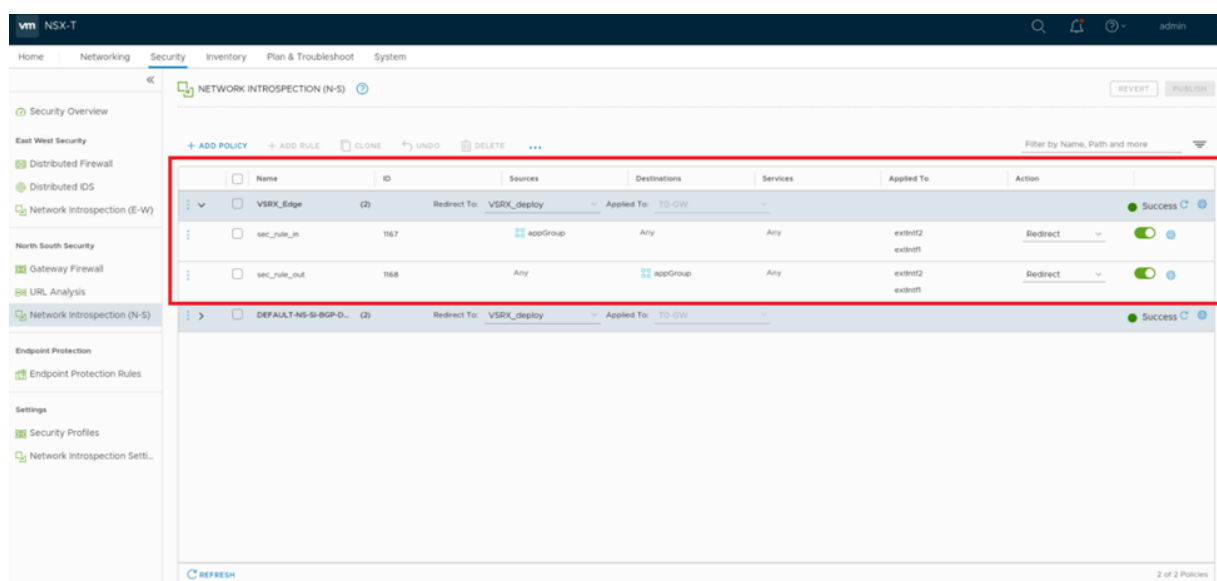 vm NSX-T admin
Home Networking Security Inventory Plan & Troubleshoot System
NETWORK INTROSPECTION (N-S) REVERT PUBLISH
Security Overview
East West Security
Distributed Firewall
Distributed IDS
Network Introspection (E-W)
North South Security
Gateway Firewall
URL Analysis
Network Introspection (N-S)
Endpoint Protection
Endpoint Protection Rules
Settings
Security Profiles
Network Introspection Setti...
+ ADD POLICY + ADD RULE CLONE UNDO DELETE ... Filter by Name, Path and more
Name ID Sources Destinations Services Applied To Action
VSRX_Edge (2) Redirect To: VSRX_deploy Applied To: TO-GW Success
sec_rule_in 1167 appGroup Any Any extIntf2 Redirect
extIntf1
sec_rule_out 1168 Any appGroup Any extIntf2 Redirect
extIntf1
DEFAULT-NS-SI-BGP-D... (2) Redirect To: VSRX_deploy Applied To: TO-GW Success
REFRESH 2 of 2 Policies